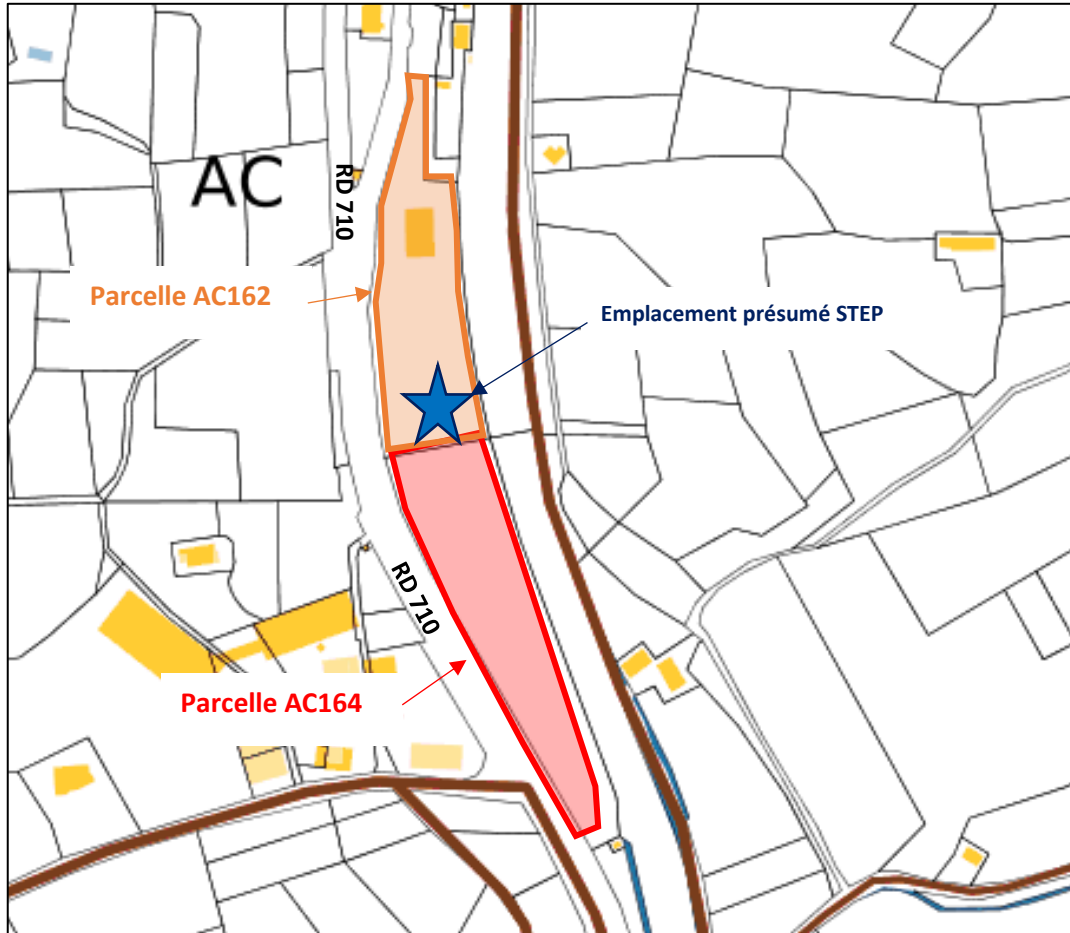 AC
RD 710
Parcelle AC162
Emplacement présumé STEP
RD 710
Parcelle AC164